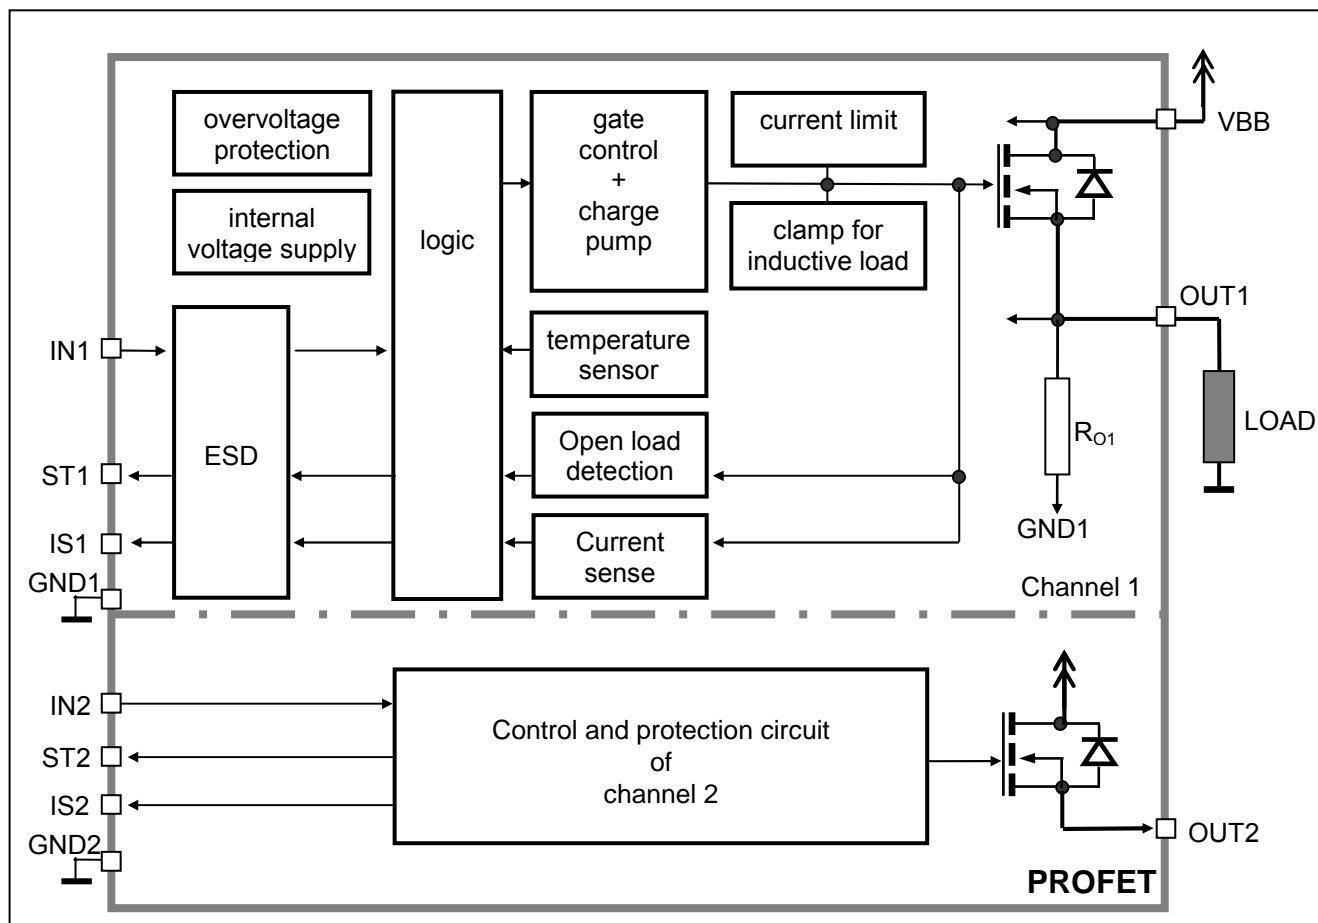 overvoltage
protection
internal
voltage supply
logic
gate
control
+
charge
pump
current limit
clamp for
inductive load
VBB
OUT1
IN1
ESD
temperature
sensor
Open load
detection
Current
sense
RO1
LOAD
GND1
ST1
IS1
GND1
Channel 1
IN2
ST2
IS2
GND2
Control and protection circuit
of
channel 2
OUT2
PROFET